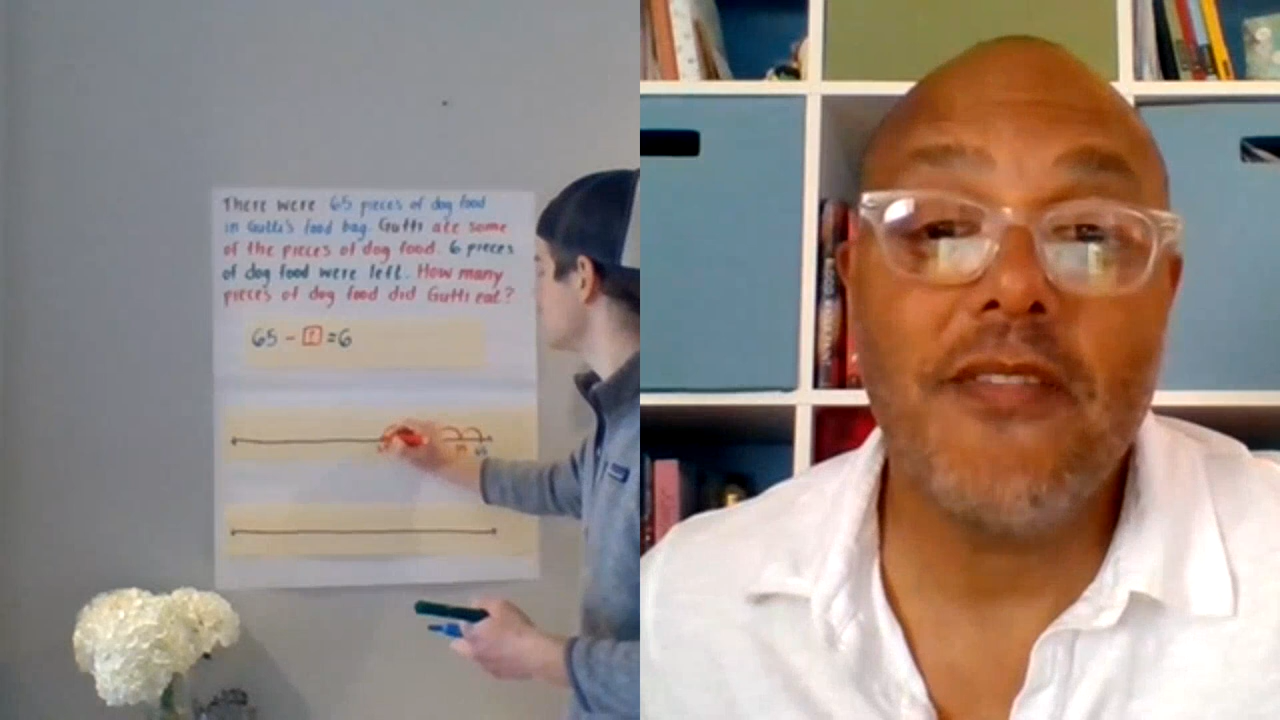 There were 65 pieces of dog food
in Gutti's food bag. Gutti ate some
of the pieces of dog food. 6 pieces
of dog food were left. How many
pieces of dog food did Gutti eat?
65 - ? = 6
65